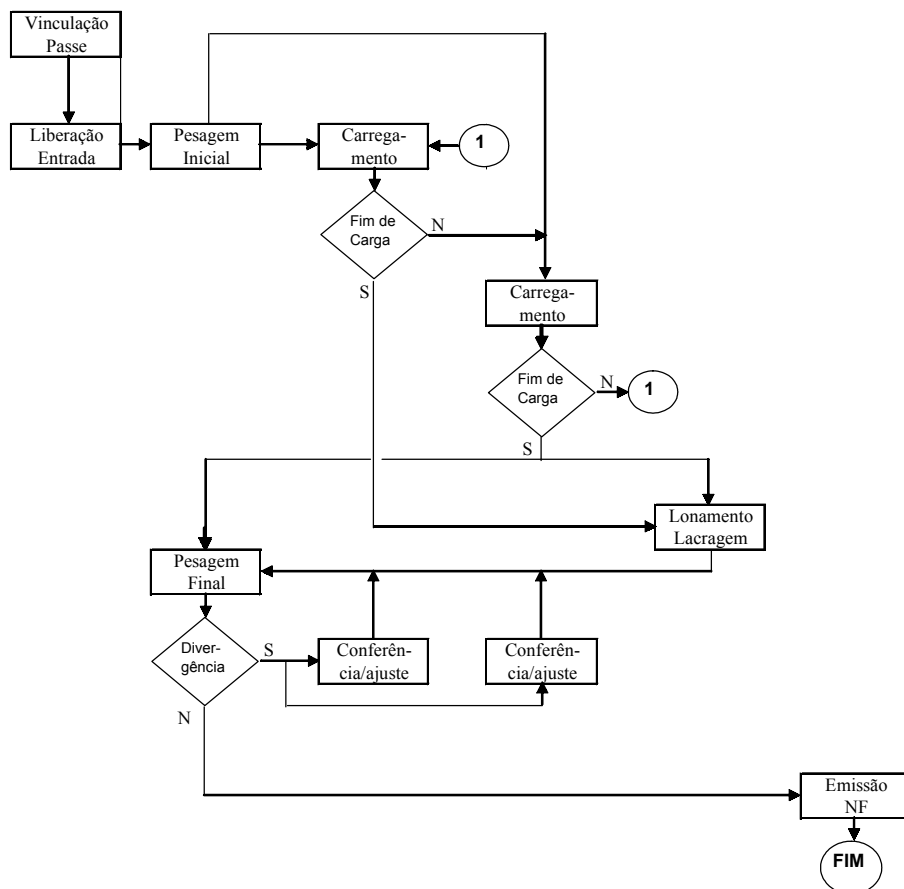 Vinculação
Passe
Liberação
Entrada
Pesagem
Inicial
Carrega-
mento
1
Fim de
Carga
N
S
Carrega-
mento
Fim de
Carga
N
1
S
Lonamento
Lacragem
Pesagem
Final
Diver-
gência
S
N
Conferên-
cia/ajuste
Conferên-
cia/ajuste
Emissão
NF
FIM